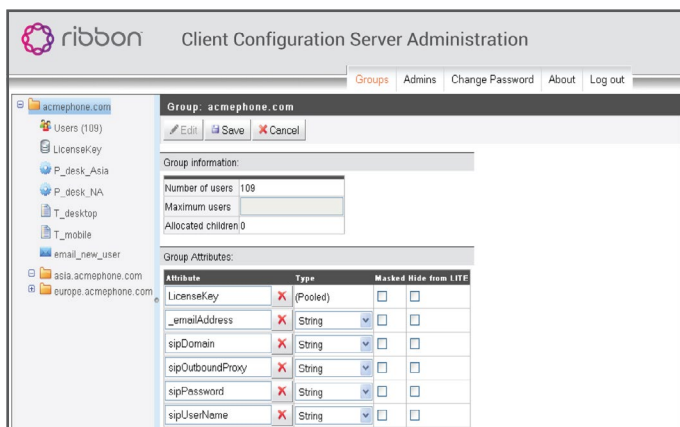 ribbon
Client Configuration Server Administration
Groups Admins Change Password About Log out
acmephone.com
Users (109)
LicenseKey
P_desk_Asia
P_desk_NA
T_desktop
T_mobile
email_new_user
asia.acmephone.com
europe.acmephone.com
Group: acmephone.com
Edit Save Cancel
Group information:
Number of users 109
Maximum users
Allocated children 0
Group Attributes:
Attribute Type Masked Hide from LITE
LicenseKey (Pooled)
_emailAddress String
sipDomain String
sipOutboundProxy String
sipPassword String
sipUserName String